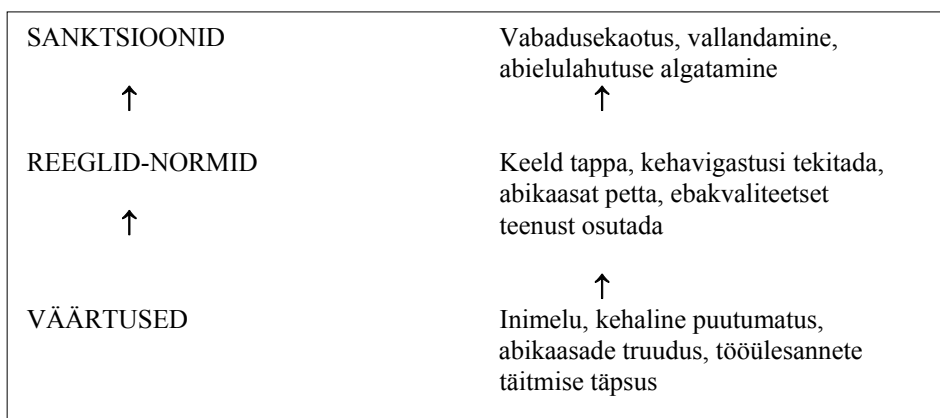 SANKTSIOONID Vabadusekaotus, vallandamine,
abielulahutuse algatamine
↑ ↑
REEGLID-NORMID Keeld tappa, kehavigastusi tekitada,
abikaasat petta, ebakvaliteetset
↑ teenust osutada
↑
VÄÄRTUSED Inimelu, kehaline puutumatus,
abikaasade truudus, tööülesannete
täitmise täpsus